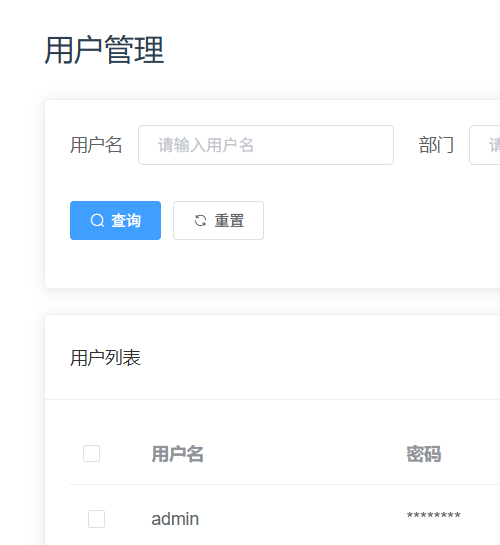 用户管理
用户名 请输入用户名 部门
查询 重置
用户列表
用户名 密码
admin ********